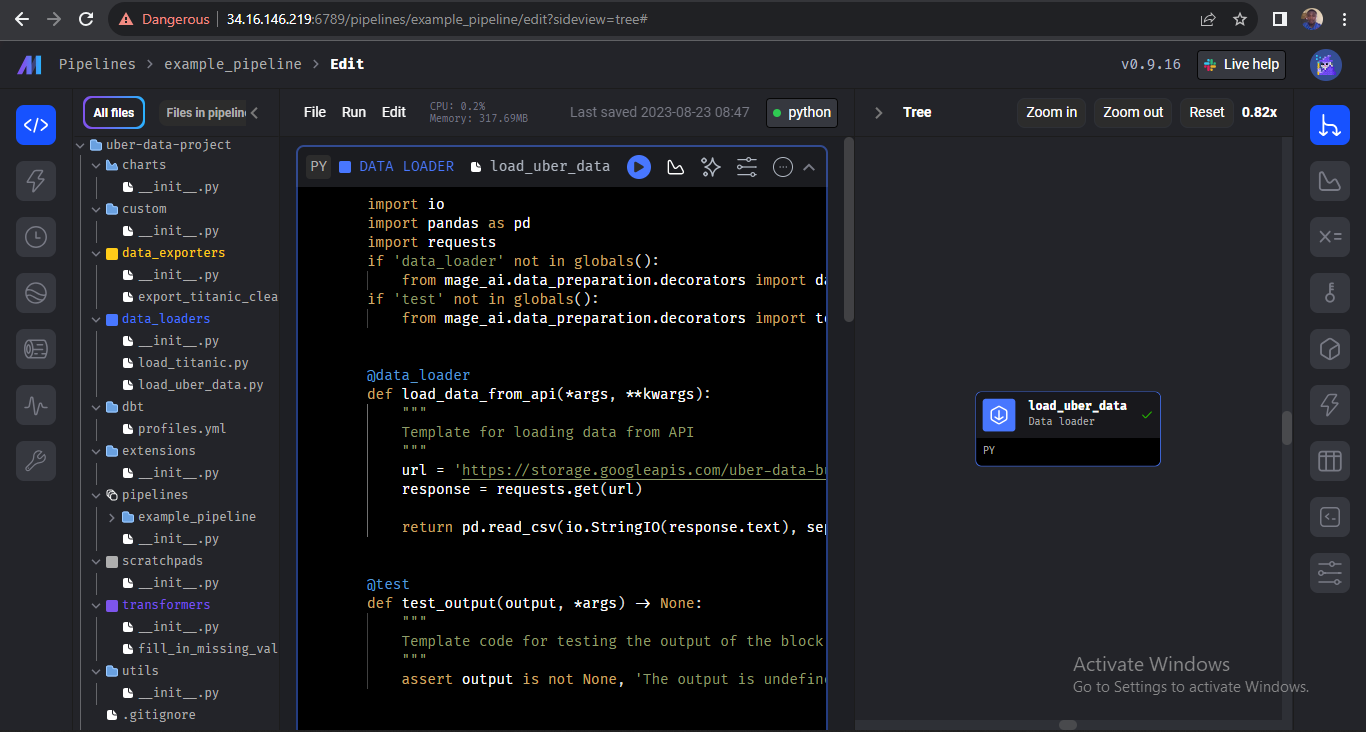 Dangerous 34.16.146.219:6789/pipelines/example_pipeline/edit?sideview=tree#
Pipelines > example_pipeline > Edit
v0.9.16 Live help
All files Files in pipelin
File Run Edit
CPU: 0.2%
Memory: 317.69MB
Last saved 2023-08-23 08:47
python
Tree
Zoom in Zoom out Reset 0.82x
uber-data-project
charts
__init__.py
custom
__init__.py
data_exporters
__init__.py
export_titanic_clea
data_loaders
__init__.py
load_titanic.py
load_uber_data.py
dbt
profiles.yml
extensions
__init__.py
pipelines
example_pipeline
__init__.py
scratchpads
__init__.py
transformers
__init__.py
fill_in_missing_val
utils
__init__.py
.gitignore
PY DATA LOADER load_uber_data
import io
import pandas as pd
import requests
if 'data_loader' not in globals():
from mage_ai.data_preparation.decorators import da
if 'test' not in globals():
from mage_ai.data_preparation.decorators import te
@data_loader
def load_data_from_api(*args, **kwargs):
"""
Template for loading data from API
"""
url = 'https://storage.googleapis.com/uber-data-b
response = requests.get(url)
return pd.read_csv(io.StringIO(response.text), sep
@test
def test_output(output, *args) -> None:
"""
Template code for testing the output of the block
"""
assert output is not None, 'The output is undefin
load_uber_data
Data loader
PY
Activate Windows
Go to Settings to activate Windows.